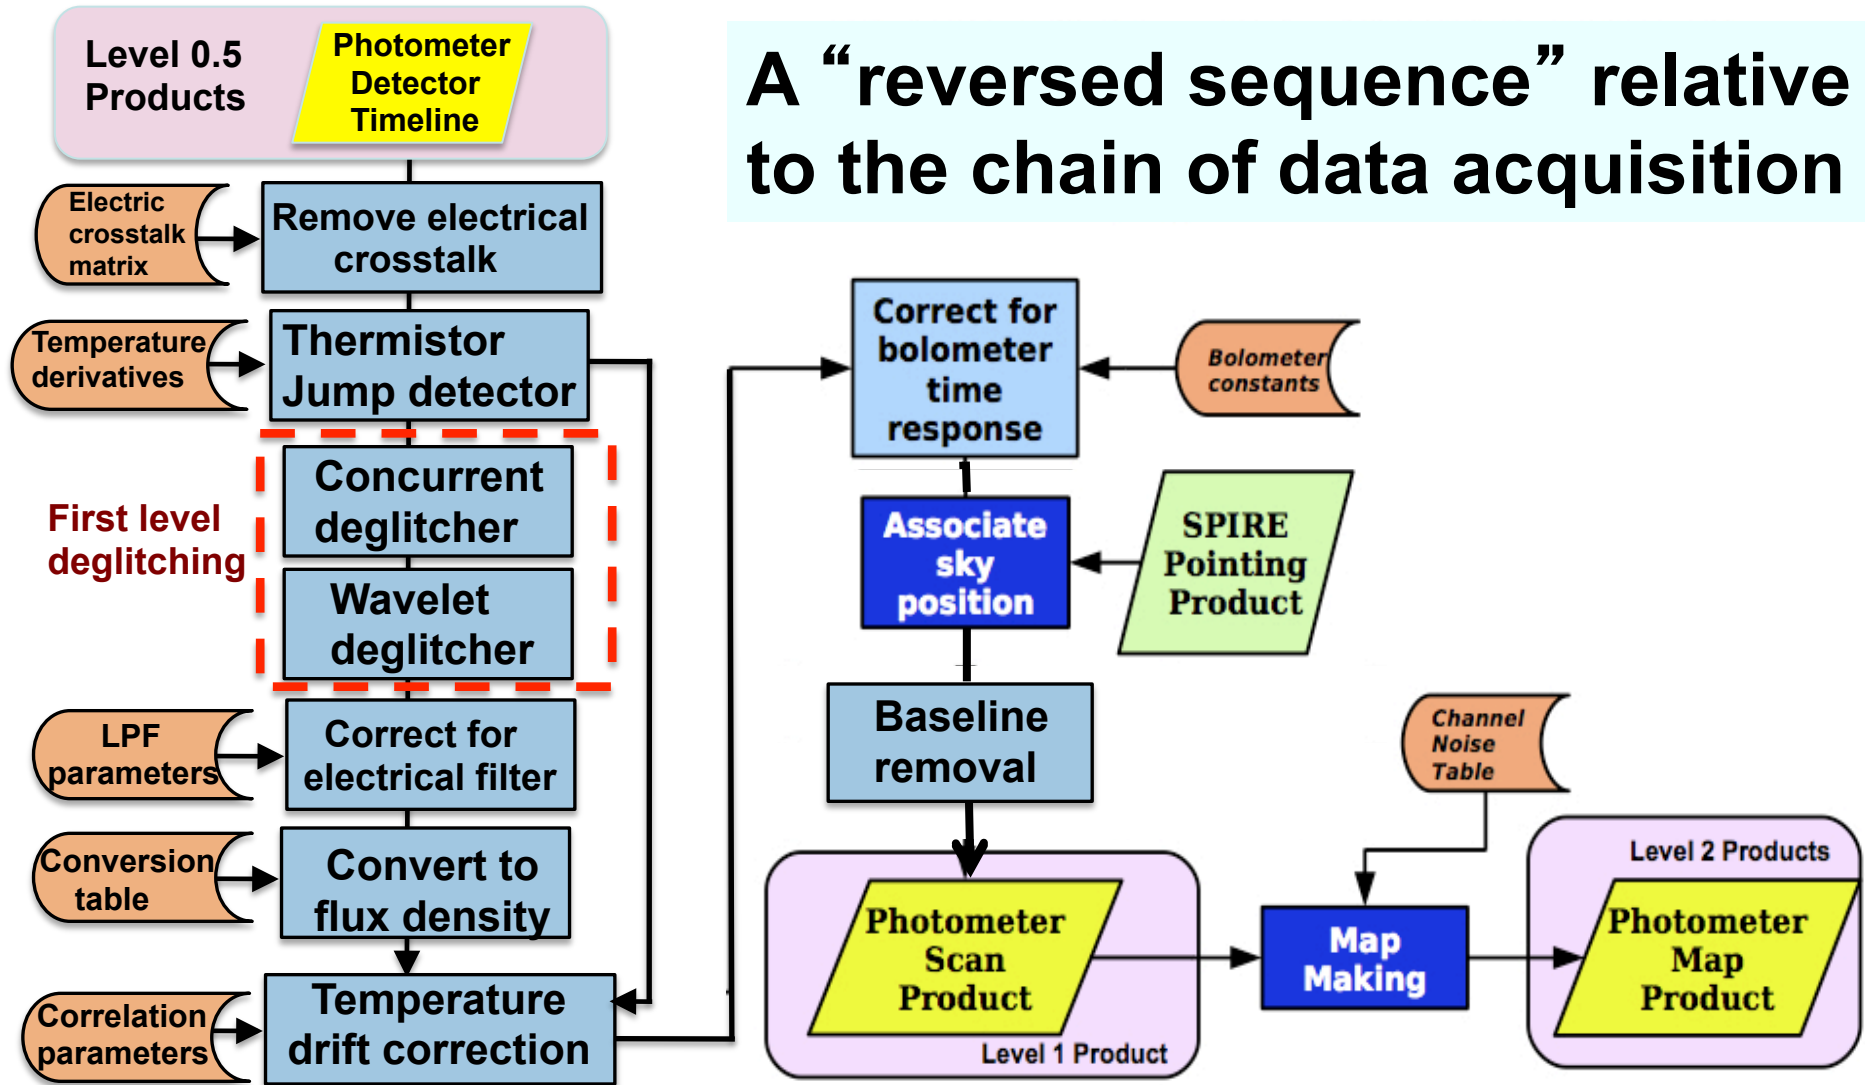 Level 0.5
Products
Photometer
Detector
Timeline
A “reversed sequence” relative
to the chain of data acquisition
Electric
crosstalk
matrix
Remove electrical
crosstalk
Temperature
derivatives
Thermistor
Jump detector
First level
deglitching
Concurrent
deglitcher
Wavelet
deglitcher
LPF
parameters
Correct for
electrical filter
Conversion
table
Convert to
flux density
Correlation
parameters
Temperature
drift correction
Correct for
bolometer
time
response
Bolometer
constants
Associate
sky
position
SPIRE
Pointing
Product
Baseline
removal
Channel
Noise
Table
Photometer
Scan
Product
Level 1 Product
Map
Making
Level 2 Products
Photometer
Map
Product